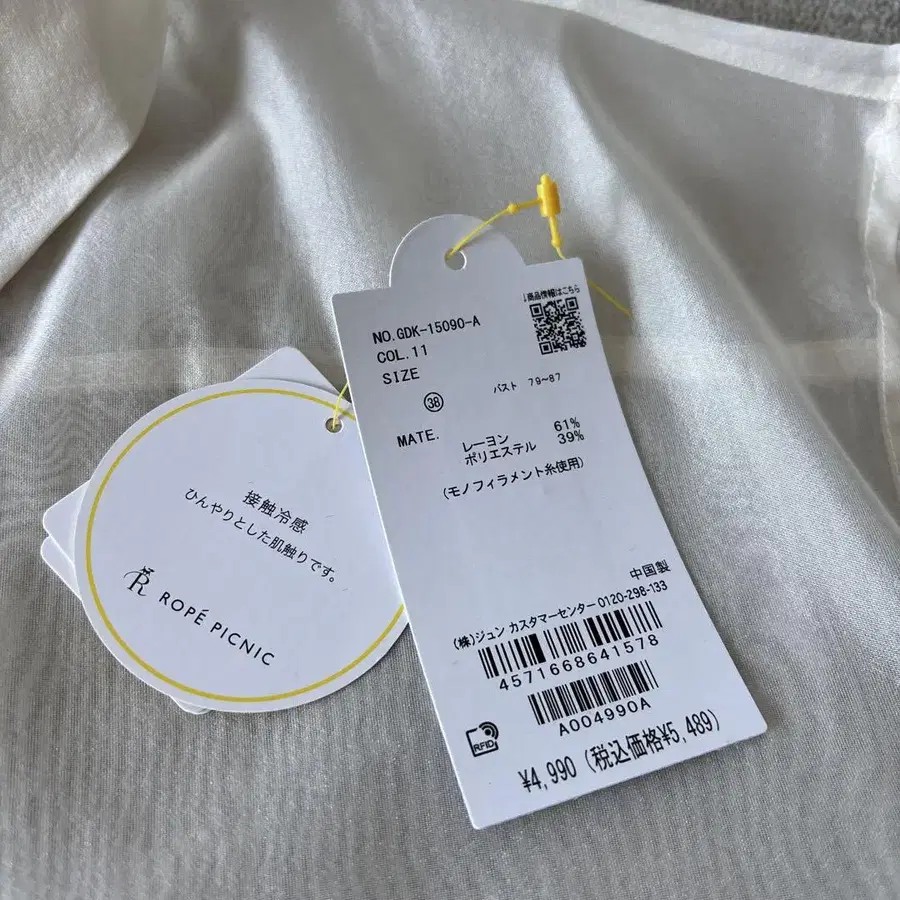 ↓商品情報はこちら
NO.GDK-15090-A
COL.11
SIZE
38 バスト 79~87
MATE. レーヨン 61%
ポリエステル 39%
(モノフィラメント糸使用)
中国製
(株)ジュン カスタマーセンター 0120-298-133
4571668641578
A004990A
RFID
¥4,990 (税込価格¥5,489)
接触冷感
ひんやりとした肌触りです。
R ROPÉ PICNIC